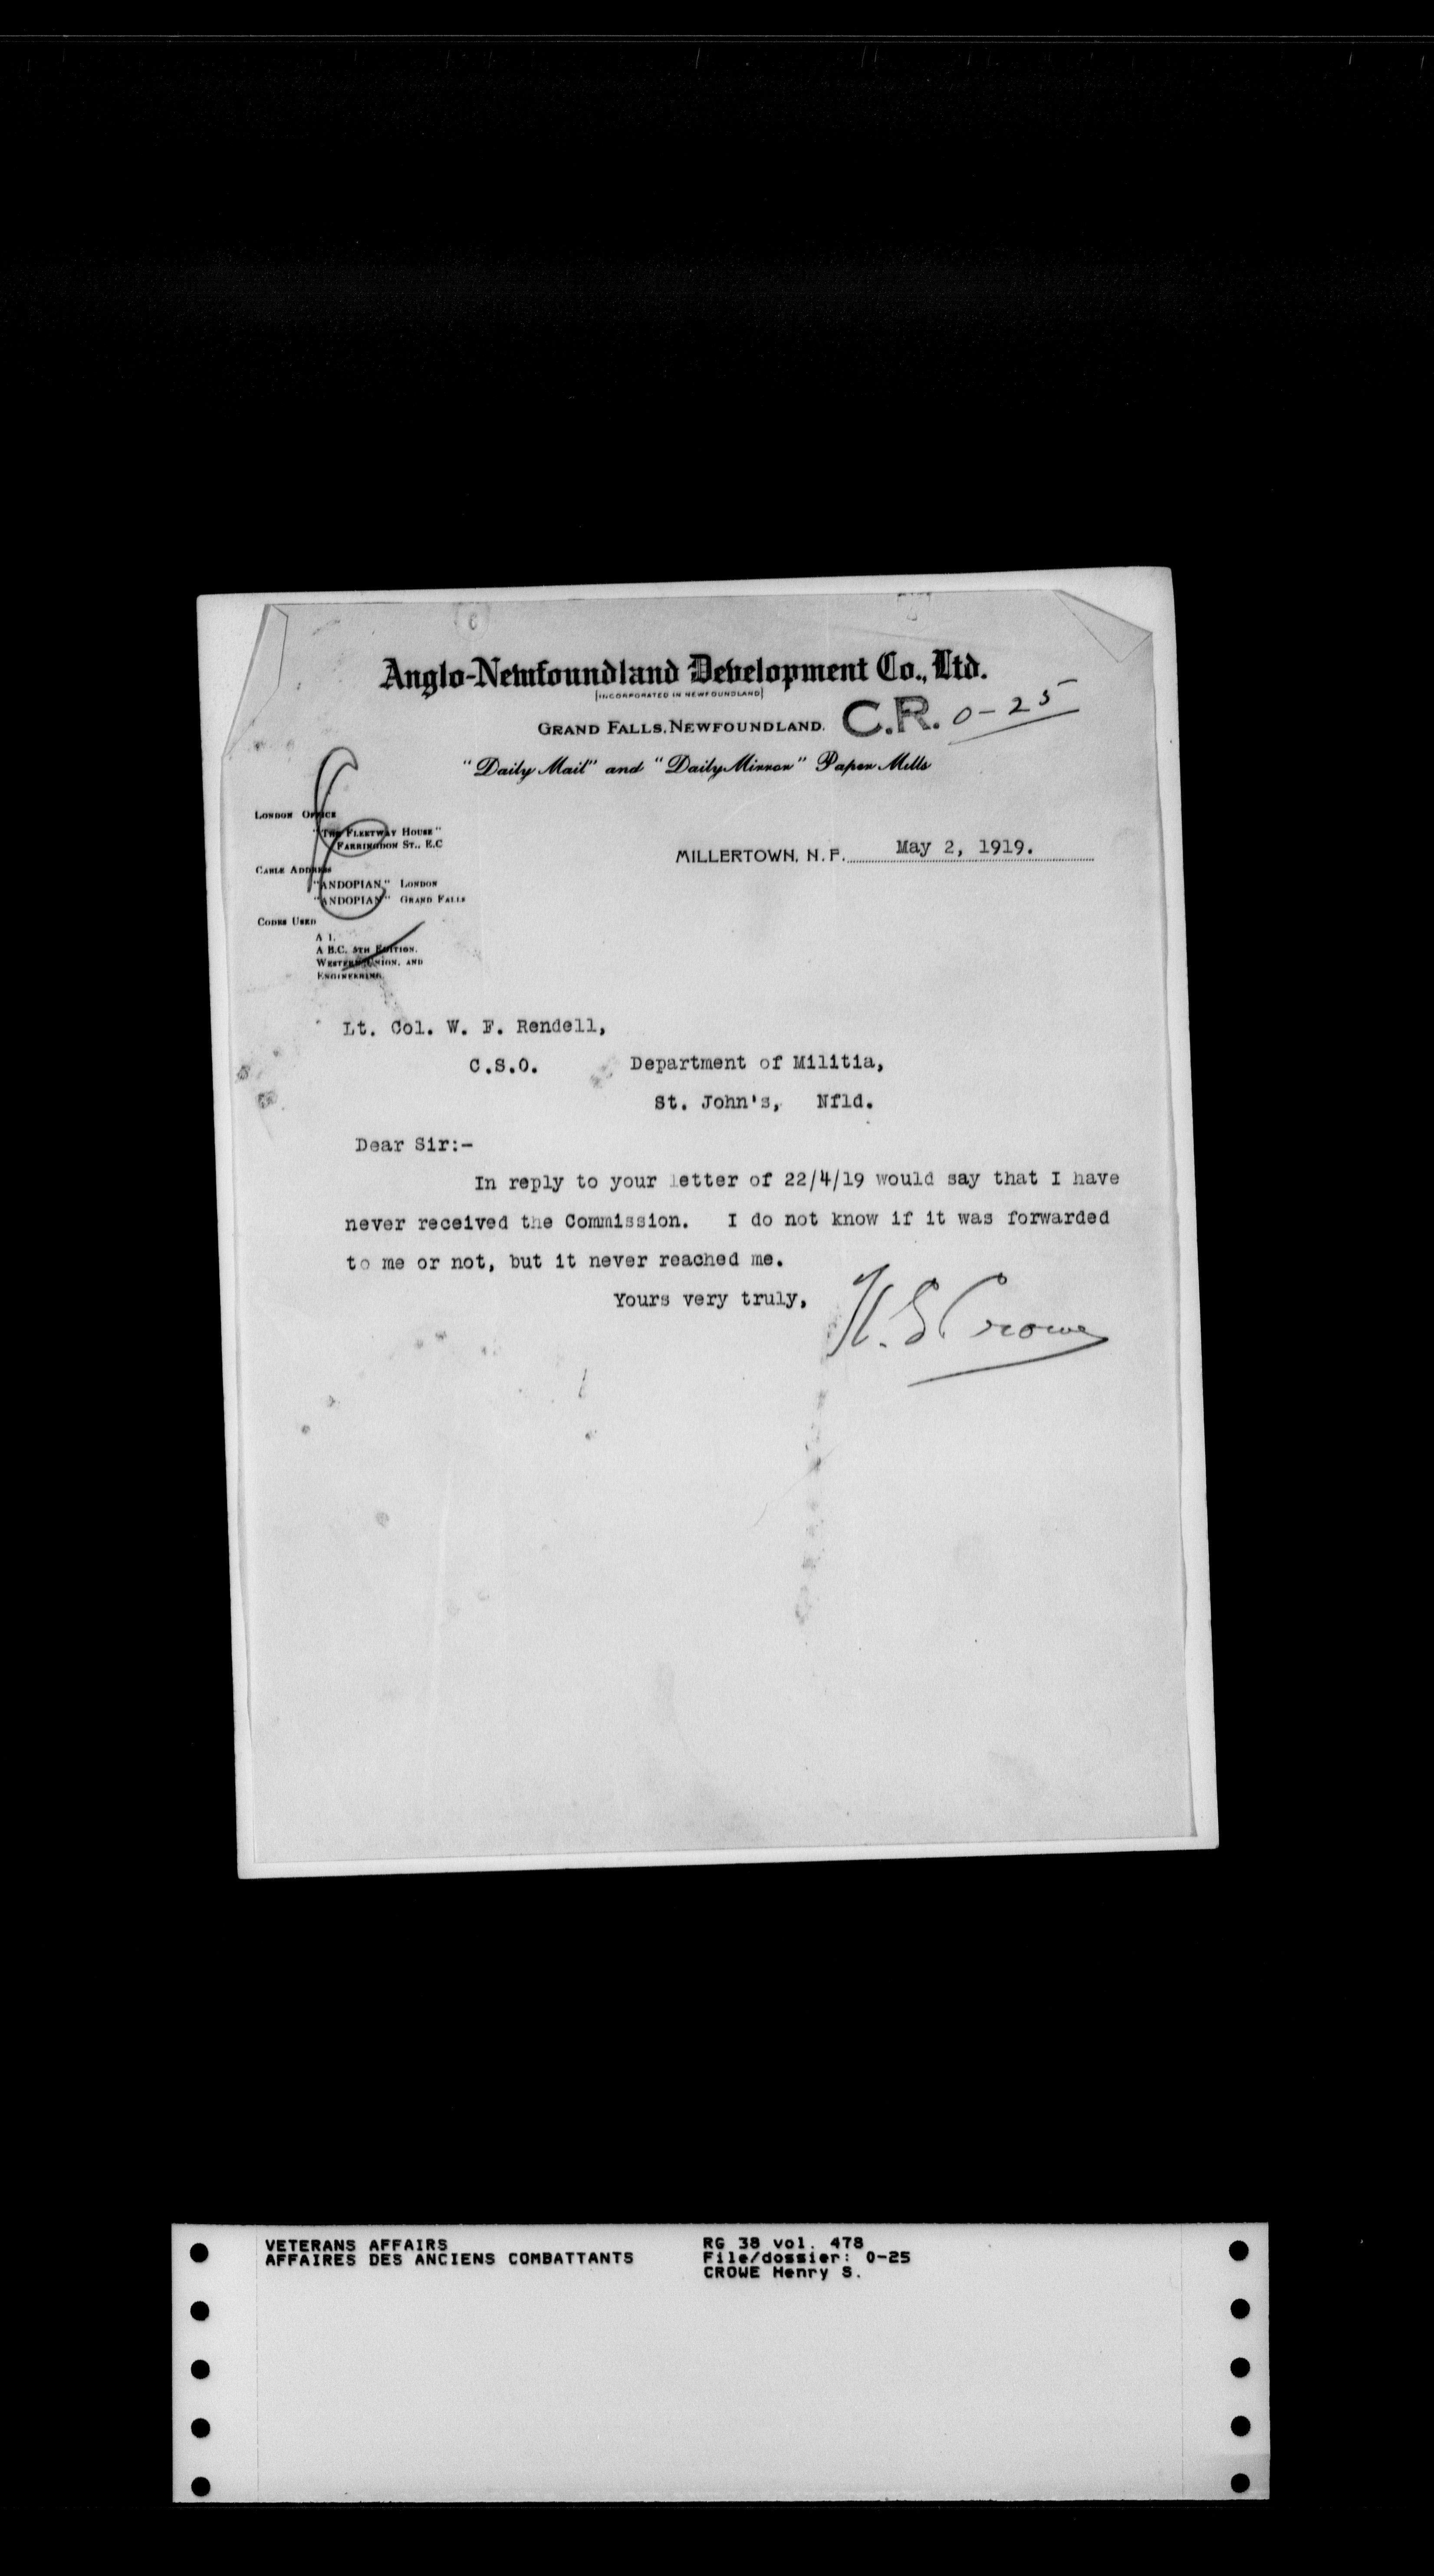 Anglo-Newfoundland Development Co., Ltd.
[INCORPORATED IN NEWFOUNDLAND]
GRAND FALLS, NEWFOUNDLAND.
C.R. 0-25
"Daily Mail" and "Daily Mirror" Paper Mills
LONDON OFFICE
"THE FLEETWAY HOUSE"
FARRINGDON ST., E.C
MILLERTOWN, N.F. May 2, 1919.
CABLE ADDRESS
"ANDOPIAN," LONDON
"ANDOPIAN" GRAND FALLS
CODES USED
A 1.
A B.C. 5TH EDITION.
WESTERN UNION, AND
ENGINEERING.
Lt. Col. W. F. Rendell,
C.S.O. Department of Militia,
St. John's, Nfld.
Dear Sir:-
In reply to your letter of 22/4/19 would say that I have
never received the Commission. I do not know if it was forwarded
to me or not, but it never reached me.
Yours very truly,
H. S. Crowe
VETERANS AFFAIRS
AFFAIRES DES ANCIENS COMBATTANTS
RG 38 vol. 478
File/dossier: 0-25
CROWE Henry S.